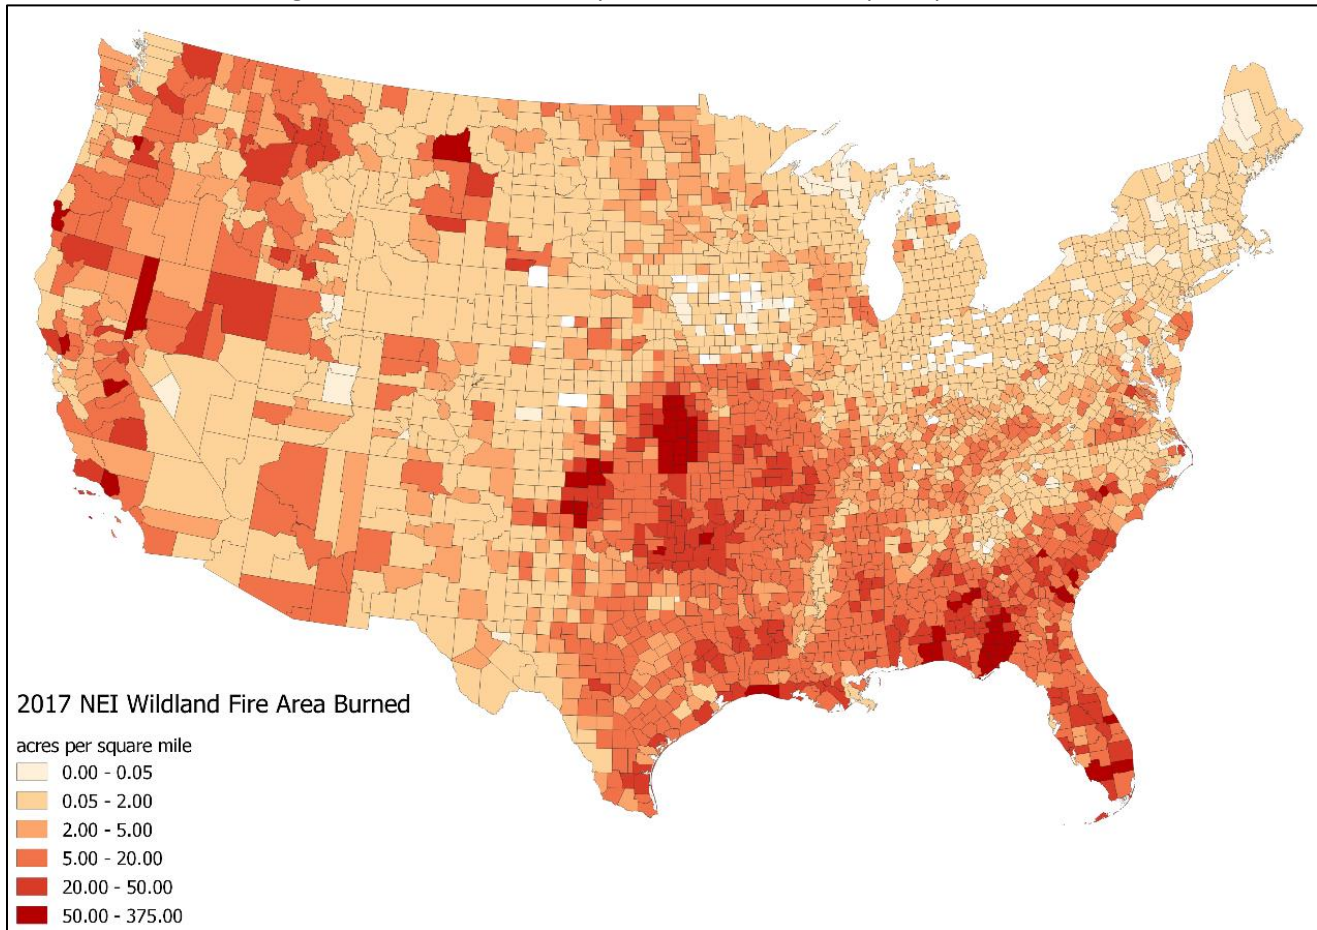 2017 NEI Wildland Fire Area Burned
acres per square mile
0.00 - 0.05
0.05 - 2.00
2.00 - 5.00
5.00 - 20.00
20.00 - 50.00
50.00 - 375.00